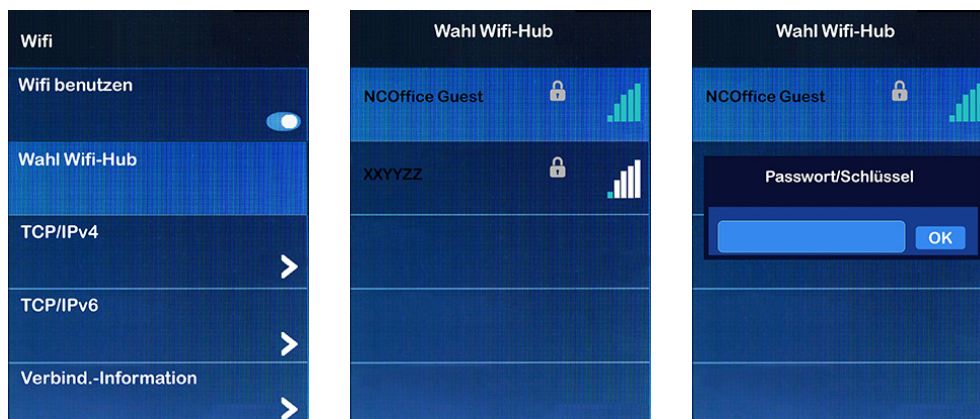 Wifi
Wifi benutzen
Wahl Wifi-Hub
TCP/IPv4
TCP/IPv6
Verbind.-Information
Wahl Wifi-Hub
NCOffice Guest
XXYYZZ
Wahl Wifi-Hub
NCOffice Guest
Passwort/Schlüssel
OK